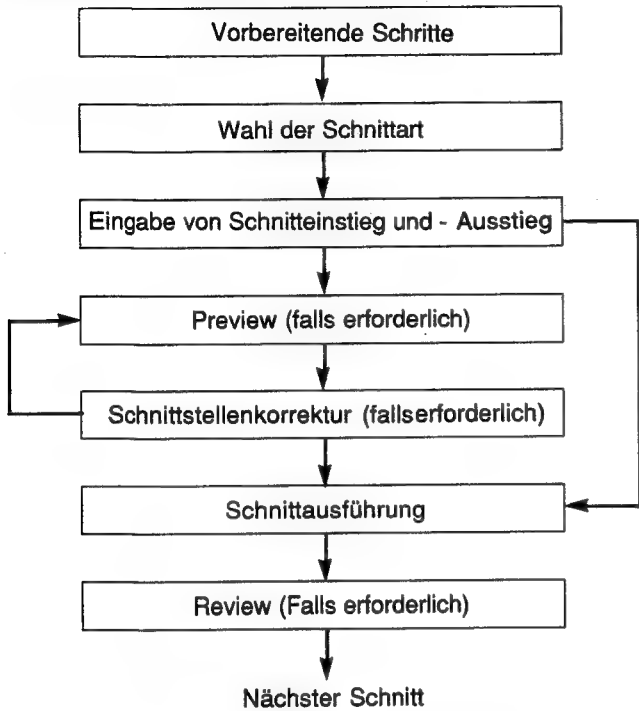 Vorbereitende Schritte
Wahl der Schnittart
Eingabe von Schnitteinstieg und - Ausstieg
Preview (falls erforderlich)
Schnittstellenkorrektur (fallserforderlich)
Schnittausführung
Review (Falls erforderlich)
Nächster Schnitt